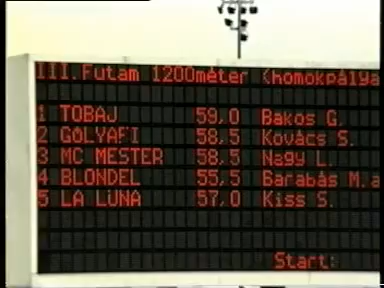 III.Futam 1200méter (homokpálya
1 TOBAJ 59,0 Bakos G.
2 GÓLYAFI 58,5 Kovács S.
3 MC MESTER 58,5 Nagy L.
4 BLONDEL 55,5 Barabás M.a
5 LA LUNA 57,0 Kiss S.
Start: